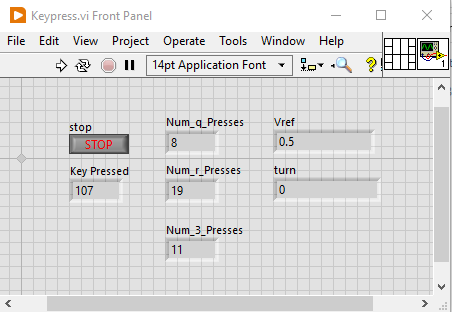 Keypress.vi Front Panel
File Edit View Project Operate Tools Window
14pt Application Font
?
1
stop
STOP
Key Pressed
107
Num_q_Presses
8
Num_r_Presses
19
Num_3_Presses
11
Vref
0.5
turn
0